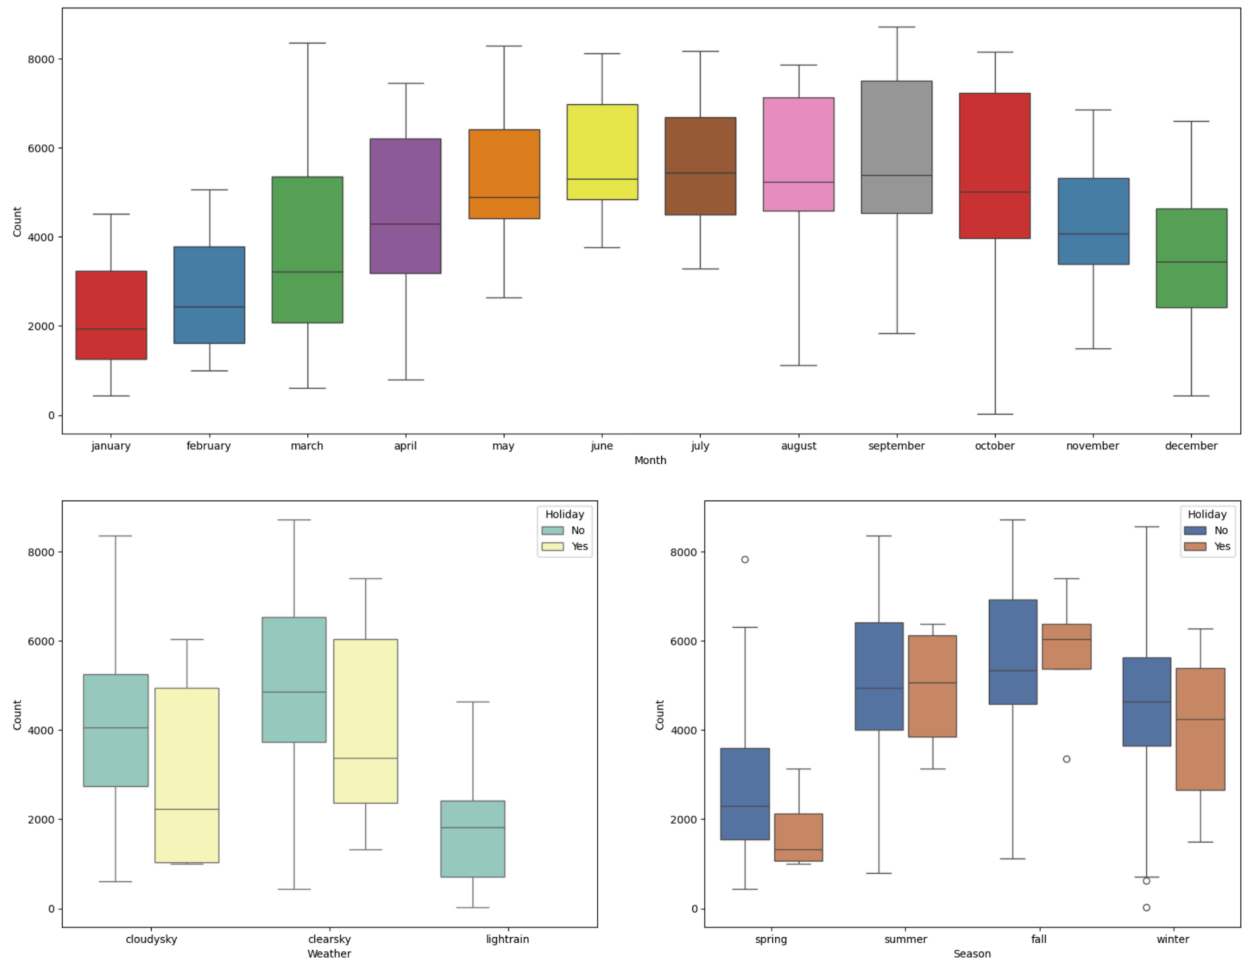 8000
6000
4000
2000
0
Count
january february march april may june july august september october november december
Month
8000
6000
4000
2000
0
Count
Holiday
No
Yes
cloudysky clearsky lightrain
Weather
8000
6000
4000
2000
0
Count
Holiday
No
Yes
spring summer fall winter
Season